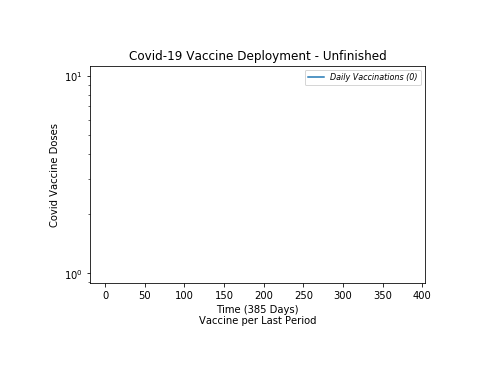 Covid-19 Vaccine Deployment - Unfinished
Daily Vaccinations (0)
10¹
10⁰
Covid Vaccine Doses
0 50 100 150 200 250 300 350 400
Time (385 Days)
Vaccine per Last Period